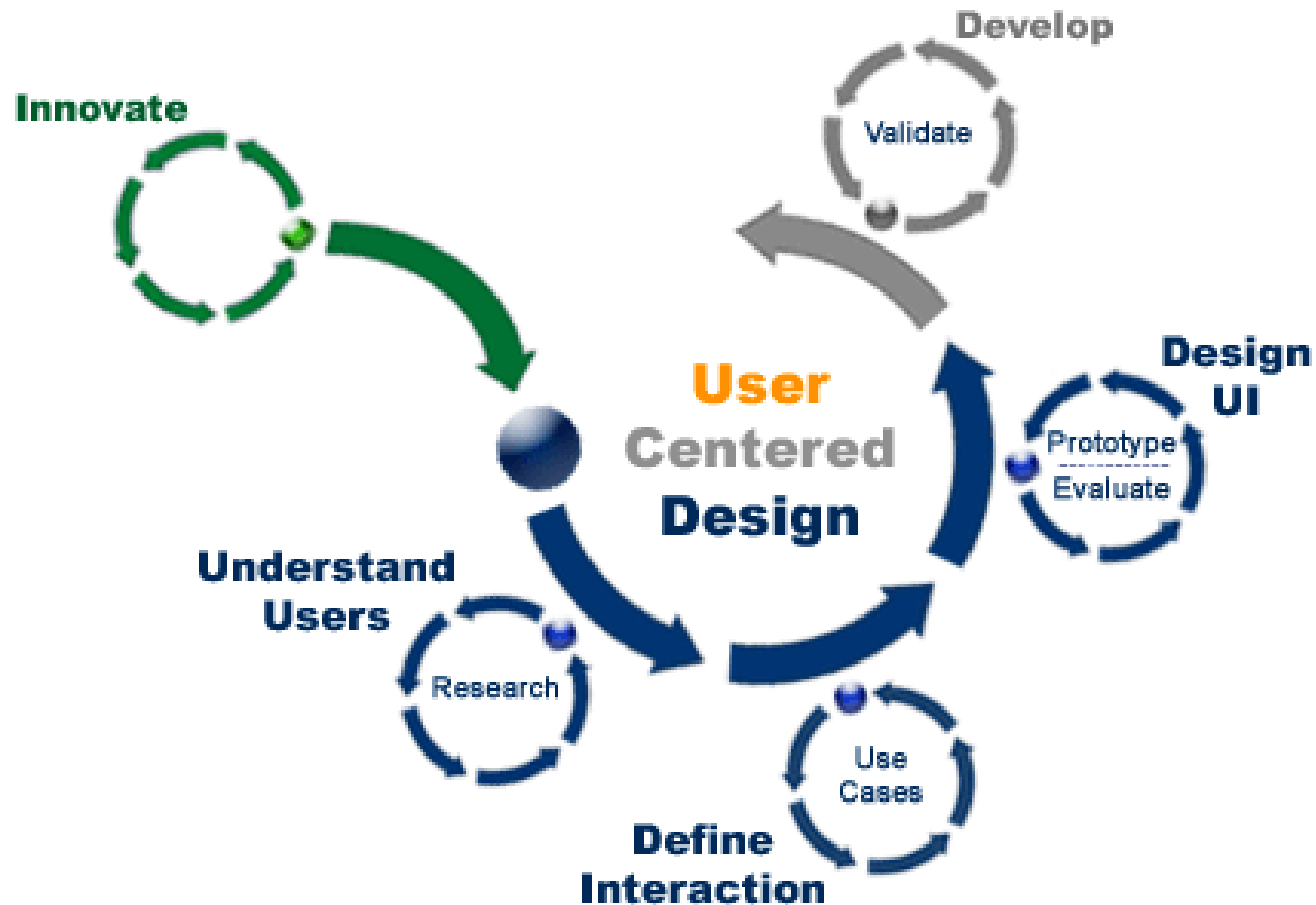 Develop
Innovate
Validate
User
Centered
Design
Design
UI
Prototype
Evaluate
Understand
Users
Research
Use
Cases
Define
Interaction